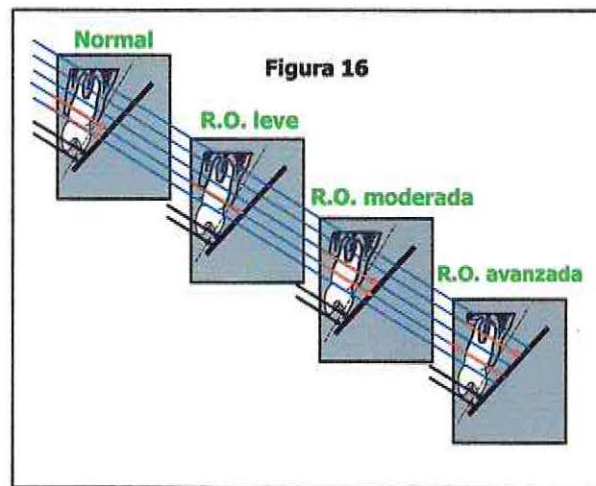 Normal
Figura 16
R.O. leve
R.O. moderada
R.O. avanzada